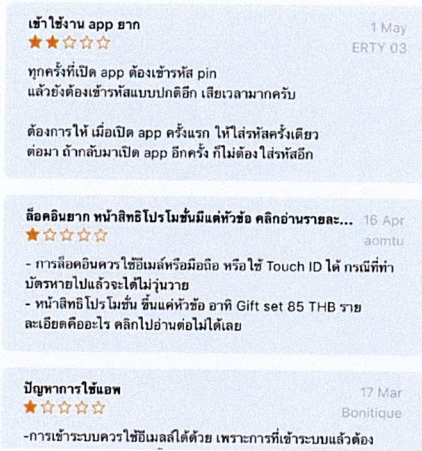 เข้าใช้งาน app ยาก
1 May
ERTY 03
ทุกครั้งที่เปิด app ต้องเข้ารหัส pin
แล้วยังต้องเข้ารหัสแบบปกติอีก เสียเวลามากครับ
ต้องการให้ เมื่อเปิด app ครั้งแรก ให้ใส่รหัสครั้งเดียว
ต่อมา ถ้ากลับมาเปิด app อีกครั้ง ก็ไม่ต้องใส่รหัสอีก
ล็อคอินยาก หน้าสิทธิโปรโมชั่นมีแต่หัวข้อ คลิกอ่านรายละ... 16 Apr
aomtu
- การล็อคอินควรใช้อีเมล์หรือมือถือ หรือใช้ Touch ID ได้ กรณีที่ทำ
บัตรหายไปแล้วจะได้ไม่วุ่นวาย
- หน้าสิทธิโปรโมชั่น ขึ้นแค่หัวข้อ อาทิ Gift set 85 THB ราย
ละเอียดคืออะไร คลิกไปอ่านต่อไม่ได้เลย
ปัญหาการใช้แอพ
17 Mar
Bonitique
-การเข้าระบบควรใช้อีเมลล์ได้ด้วย เพราะการที่เข้าระบบแล้วต้อง